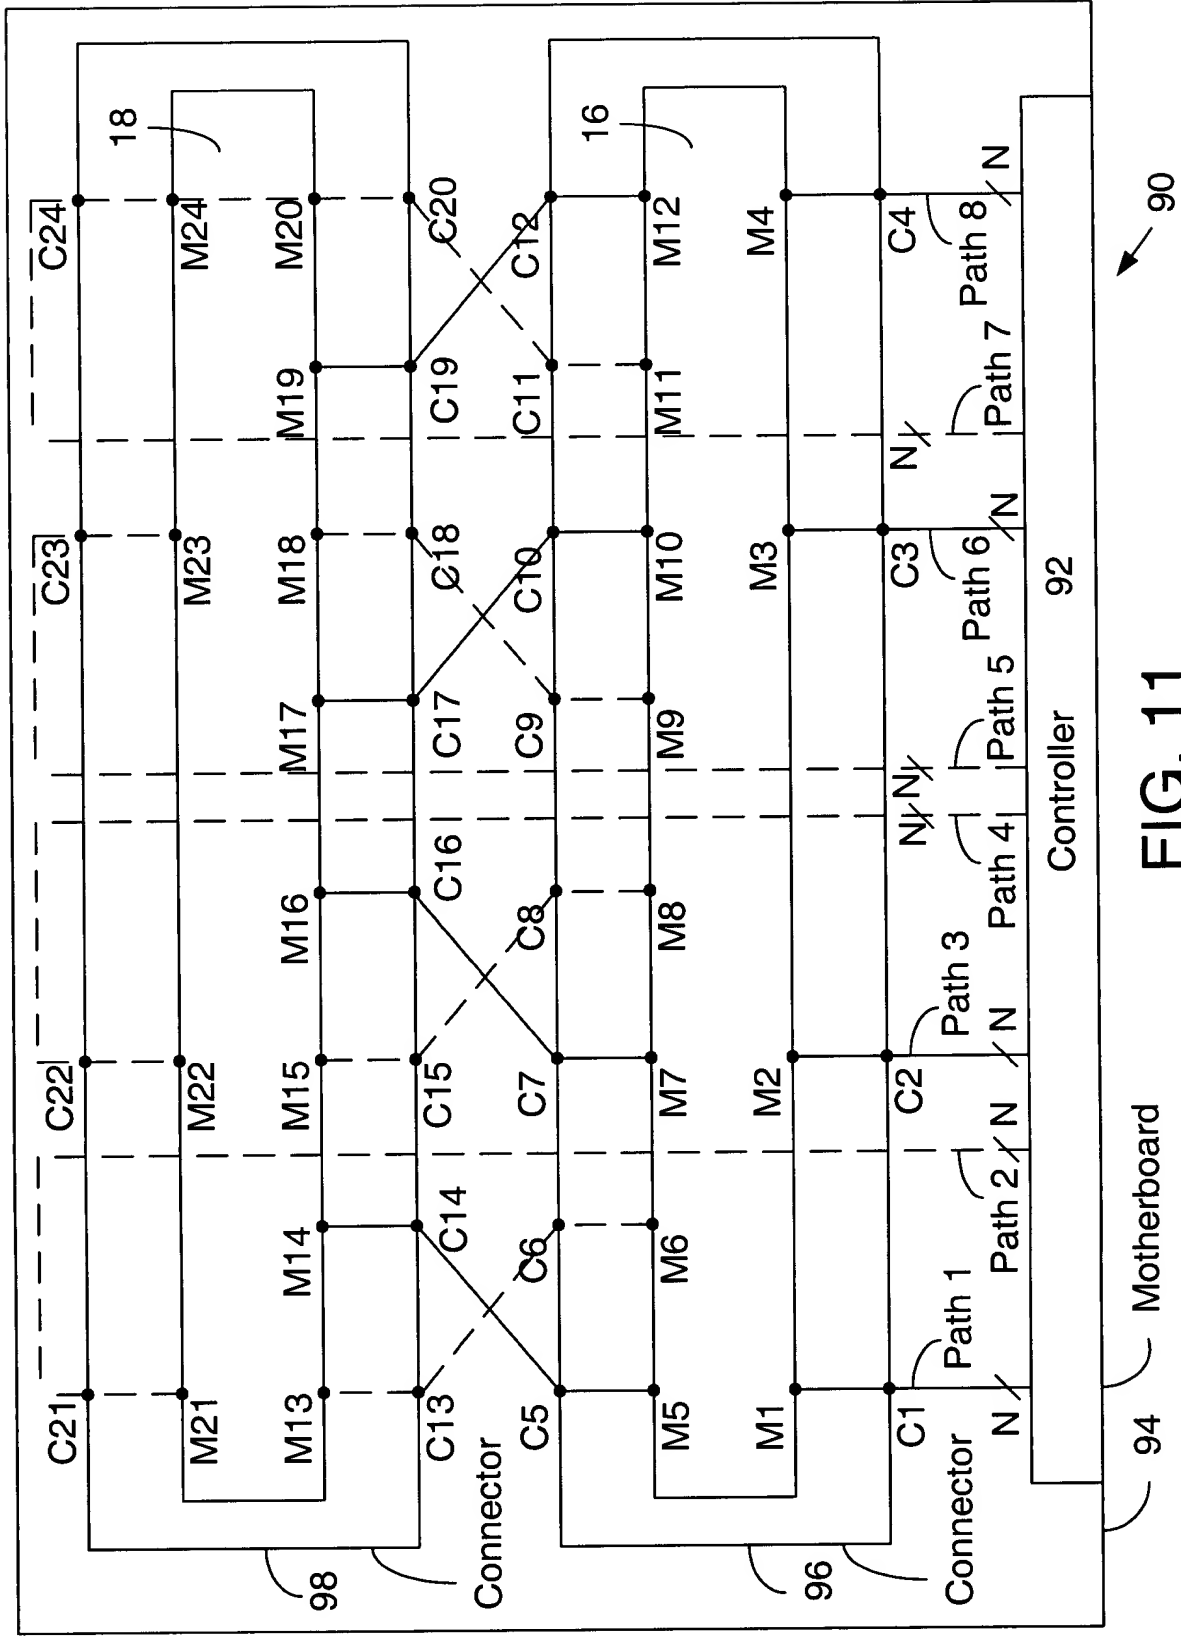 C21
C22
C23
C24
18
M21
M22
M23
M24
M13
M14
M15
M16
M17
M18
M19
M20
C13
C14
C15
C16
C17
C18
C19
C20
98
Connector
C5
C6
C7
C8
C9
C10
C11
C12
16
M5
M6
M7
M8
M9
M10
M11
M12
M1
M2
M3
M4
C1
C2
C3
C4
96
Connector
N
Path 1
N
Path 2
N
Path 3
N
Path 4
N
Path 5
N
Path 6
N
Path 7
N
Path 8
Controller
92
94
Motherboard
90
FIG. 11